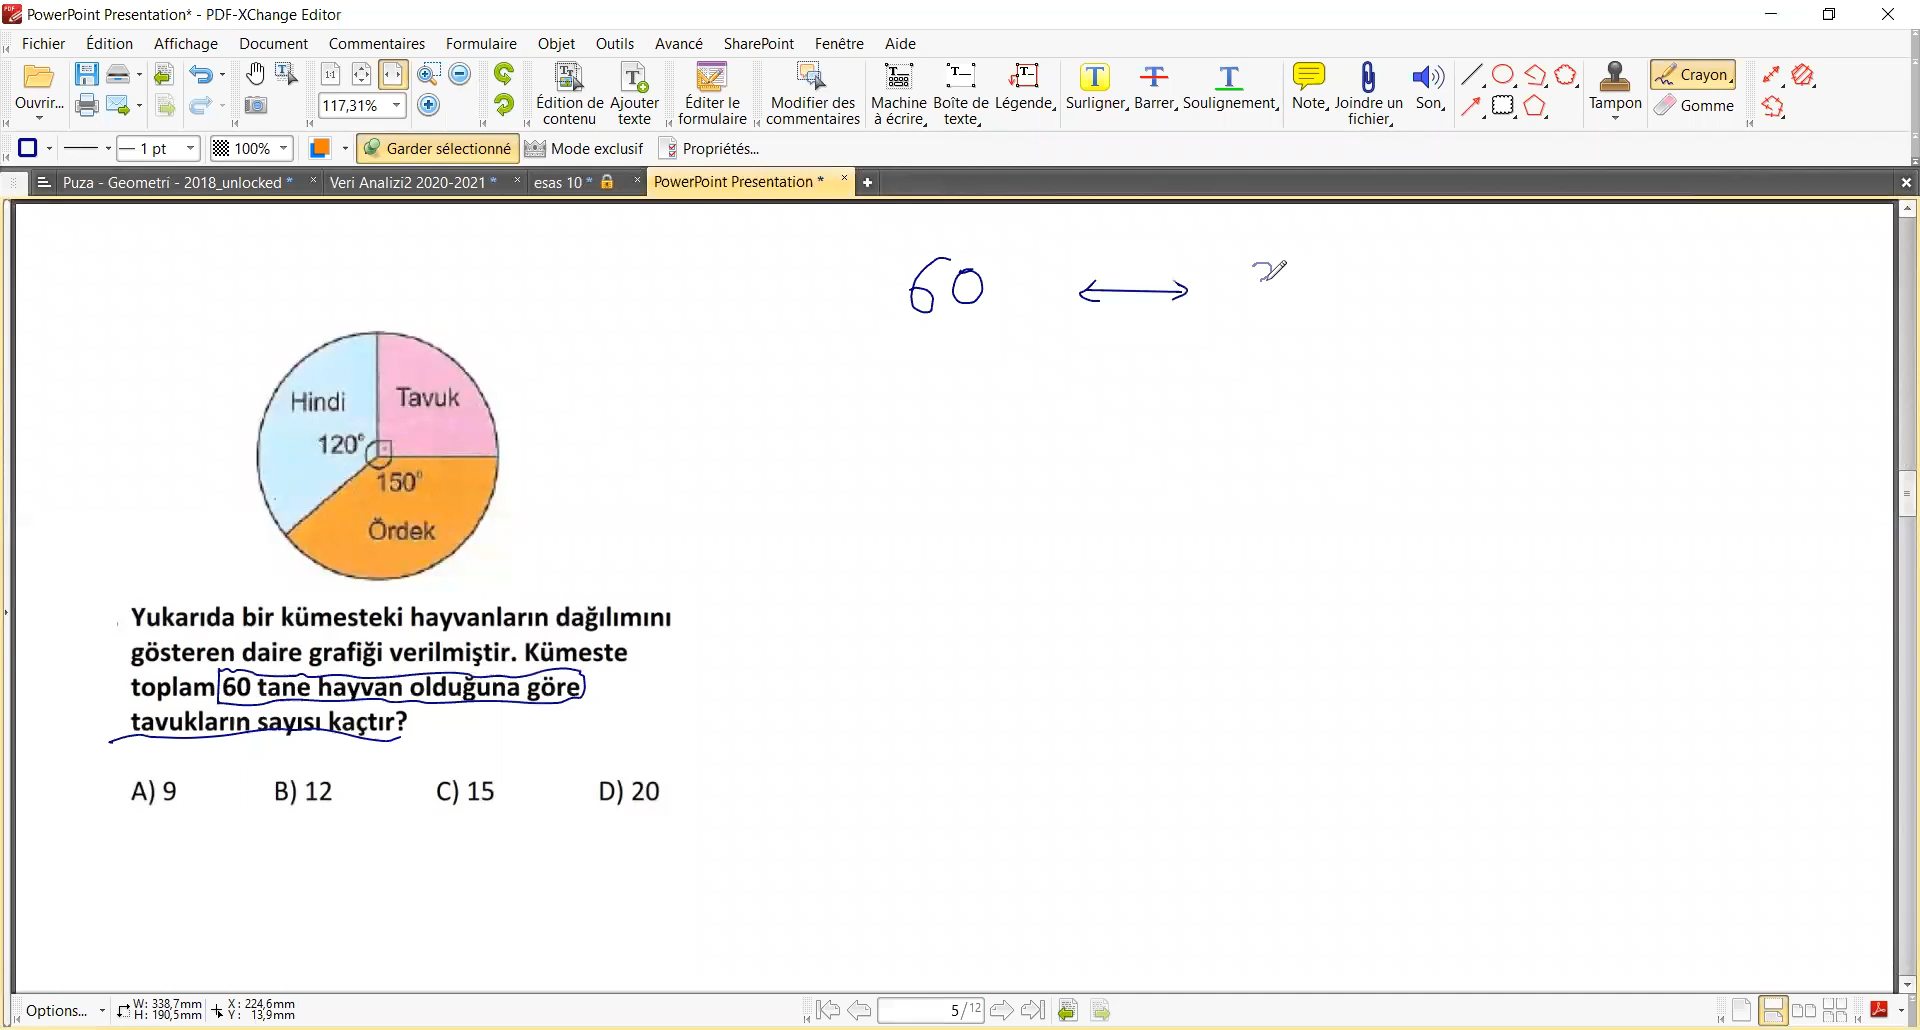 PowerPoint Presentation* - PDF-XChange Editor
Fichier Édition Affichage Document Commentaires Formulaire Objet Outils Avancé SharePoint Fenêtre Aide
Ouvrir...
117,31%
Édition de contenu
Ajouter texte
Éditer le formulaire
Modifier des commentaires
Machine à écrire
Boîte de texte
Légende
Surligner
Barrer
Soulignement
Note
Joindre un fichier
Son
Tampon
Crayon
Gomme
1 pt 100% Garder sélectionné Mode exclusif Propriétés...
Puza - Geometri - 2018_unlocked * Veri Analizi2 2020-2021 * esas 10 * PowerPoint Presentation *
60
Hindi
Tavuk
120°
150°
Ördek
Yukarıda bir kümesteki hayvanların dağılımını
gösteren daire grafiği verilmiştir. Kümeste
toplam 60 tane hayvan olduğuna göre
tavukların sayısı kaçtır?
A) 9 B) 12 C) 15 D) 20
Options...
W: 338,7mm X: 224,6mm
H: 190,5mm Y: 13,9mm
5 / 12